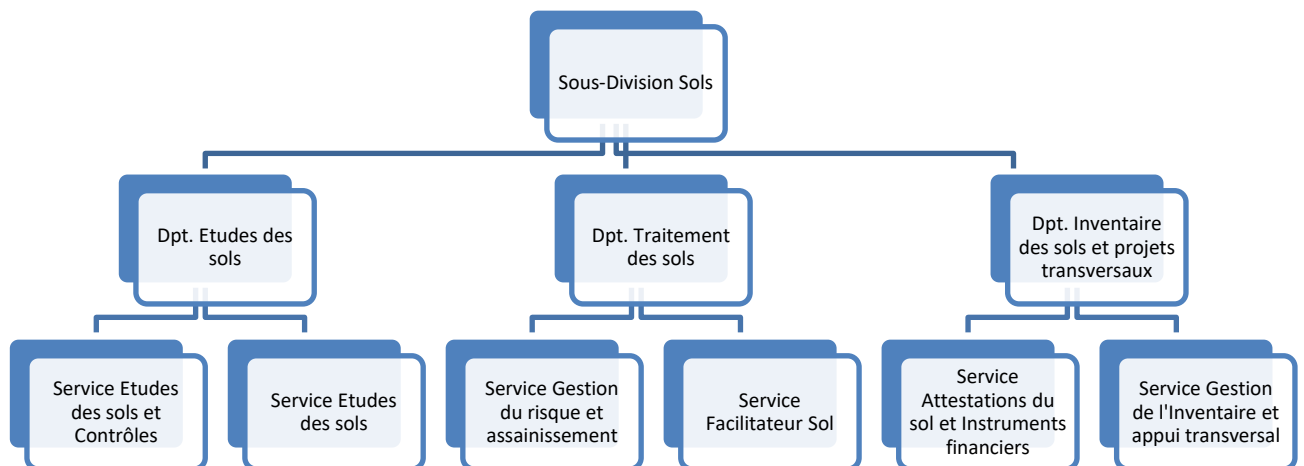 Sous-Division Sols
Dpt. Etudes des
sols
Dpt. Traitement
des sols
Dpt. Inventaire
des sols et projets
transversaux
Service Etudes
des sols et
Contrôles
Service Etudes
des sols
Service Gestion
du risque et
assainissement
Service
Facilitateur Sol
Service
Attestations du
sol et Instruments
financiers
Service Gestion
de l'Inventaire et
appui transversal